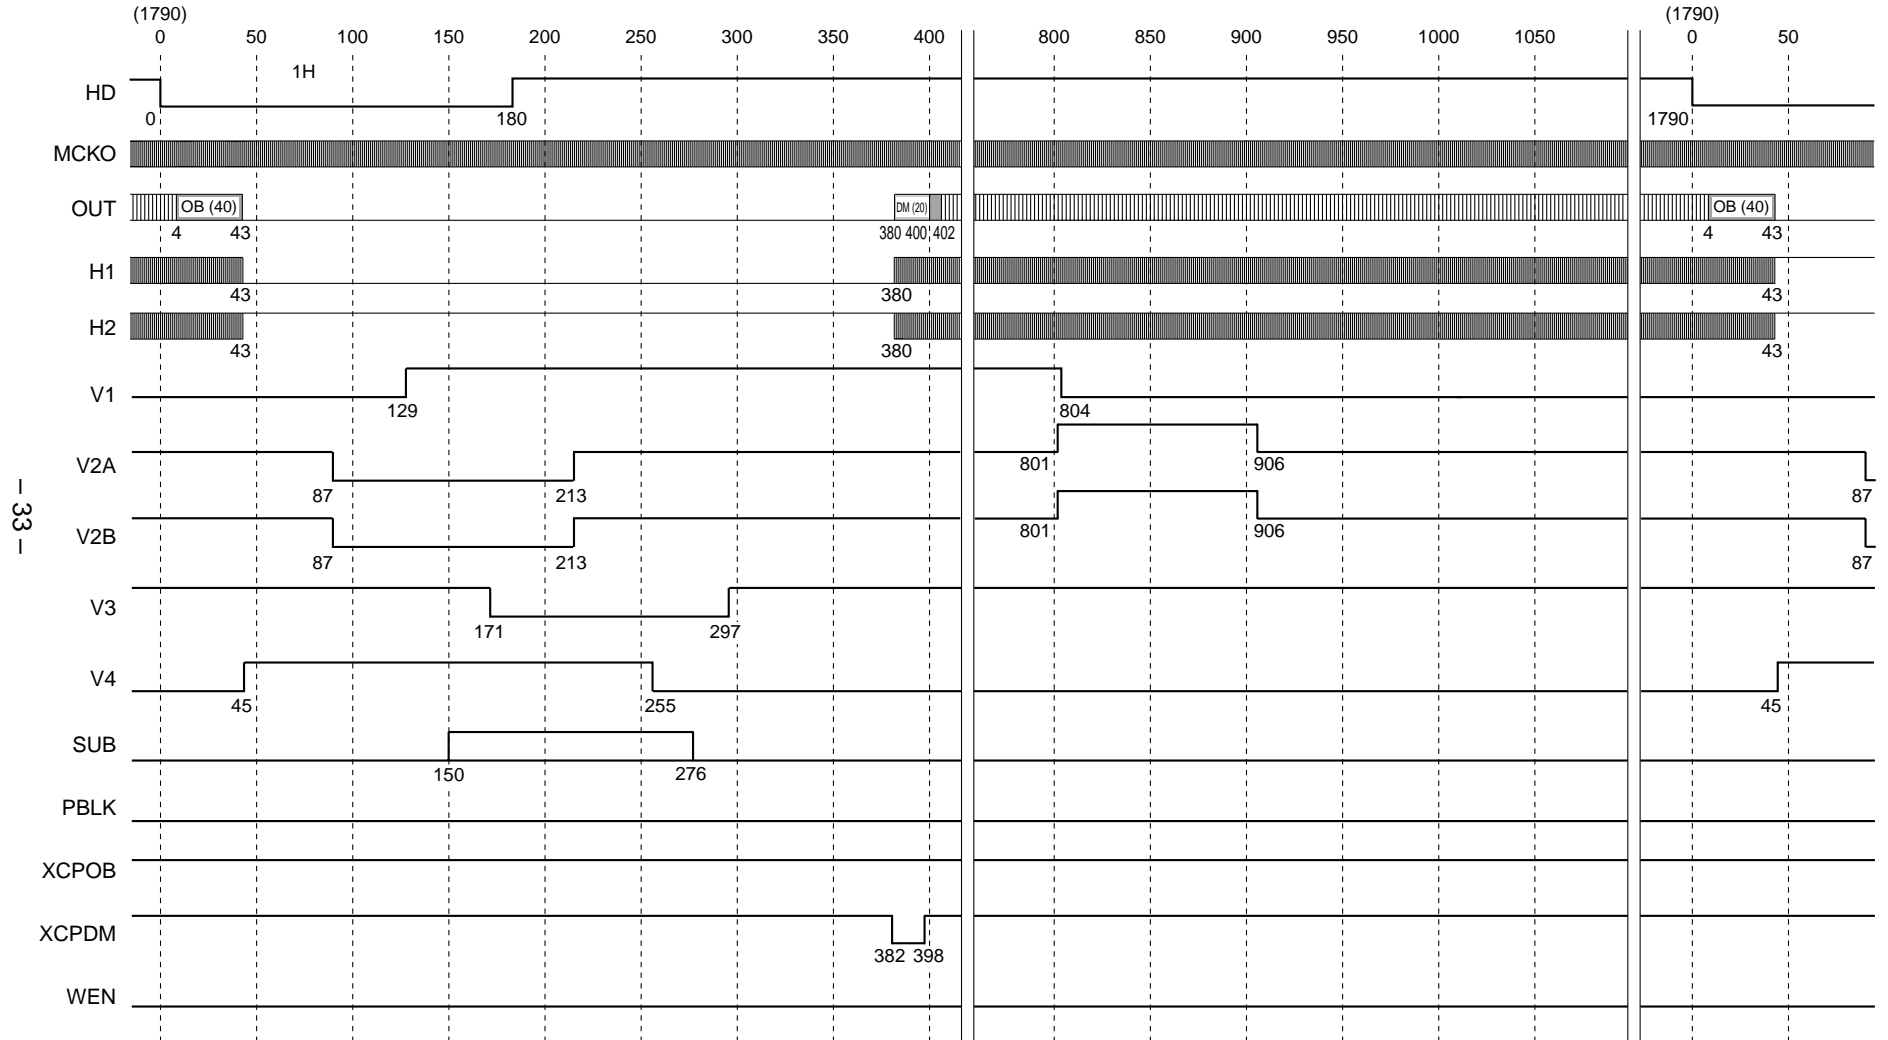 (1790) (1790)
0 50 100 150 200 250 300 350 400 800 850 900 950 1000 1050 0 50
1H
HD
0 180 1790
MCKO
OUT OB (40) DM (20) OB (40)
4 43 380 400 402 4 43
H1
43 380 43
H2
43 380 43
V1
129 804
V2A
801 906
87 213 87
V2B
801 906
87 213 87
V3
171 297
V4
45 255 45
SUB
150 276
PBLK
XCPOB
XCPDM
382 398
WEN
– 33 –